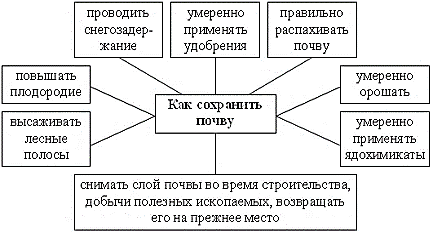 проводить
снегозадер-
жание
умеренно
применять
удобрения
правильно
распахивать
почву
повышать
плодородие
Как сохранить
почву
умеренно
орошать
высаживать
лесные
полосы
умеренно
применять
ядохимикаты
снимать слой почвы во время строительства,
добычи полезных ископаемых, возвращать
его на прежнее место